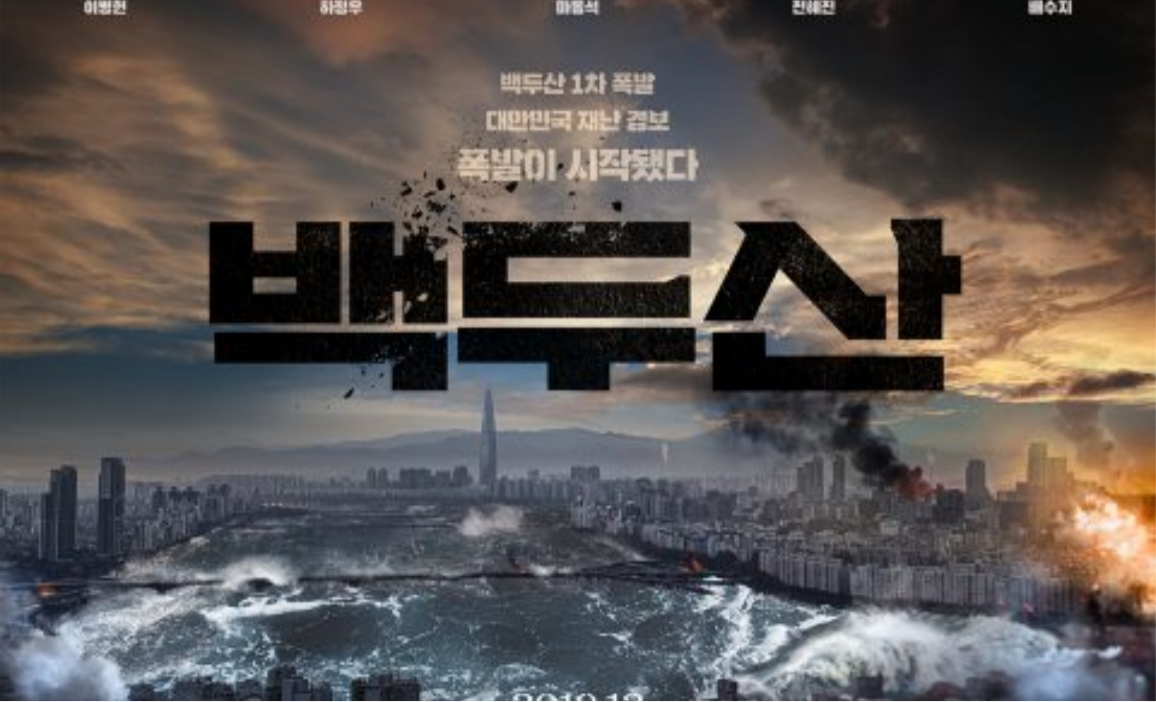 이병헌 하정우 마동석 전혜진 배수지
백두산 1차 폭발
대한민국 재난 경보
폭발이 시작됐다
백두산
2019.12